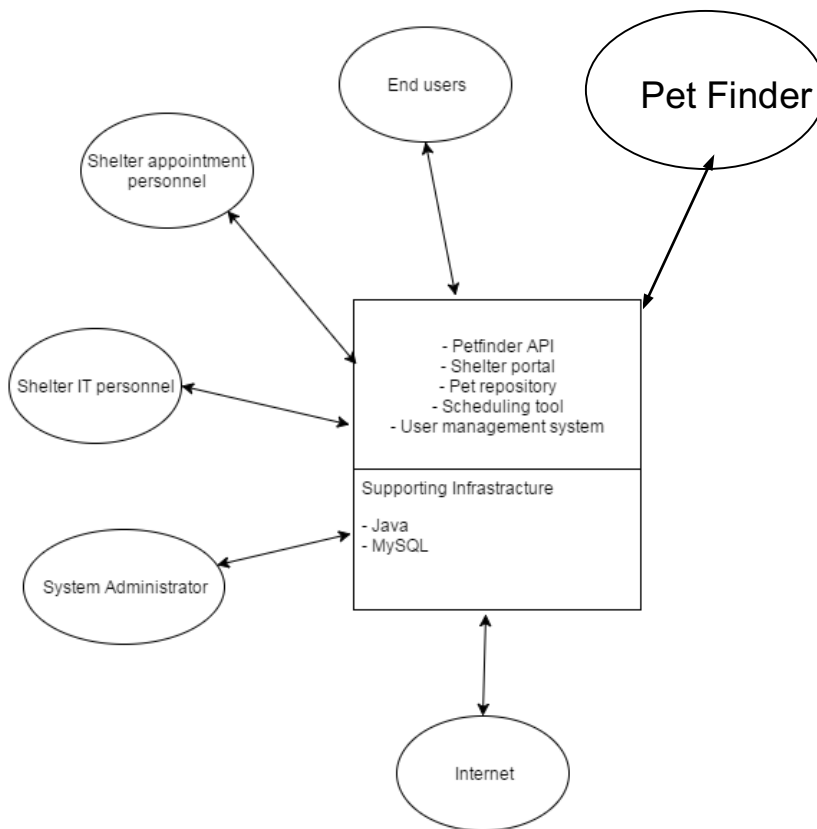 End users
Pet Finder
Shelter appointment
personnel
Shelter IT personnel
System Administrator
- Petfinder API
- Shelter portal
- Pet repository
- Scheduling tool
- User management system
Supporting Infrastracture
- Java
- MySQL
Internet